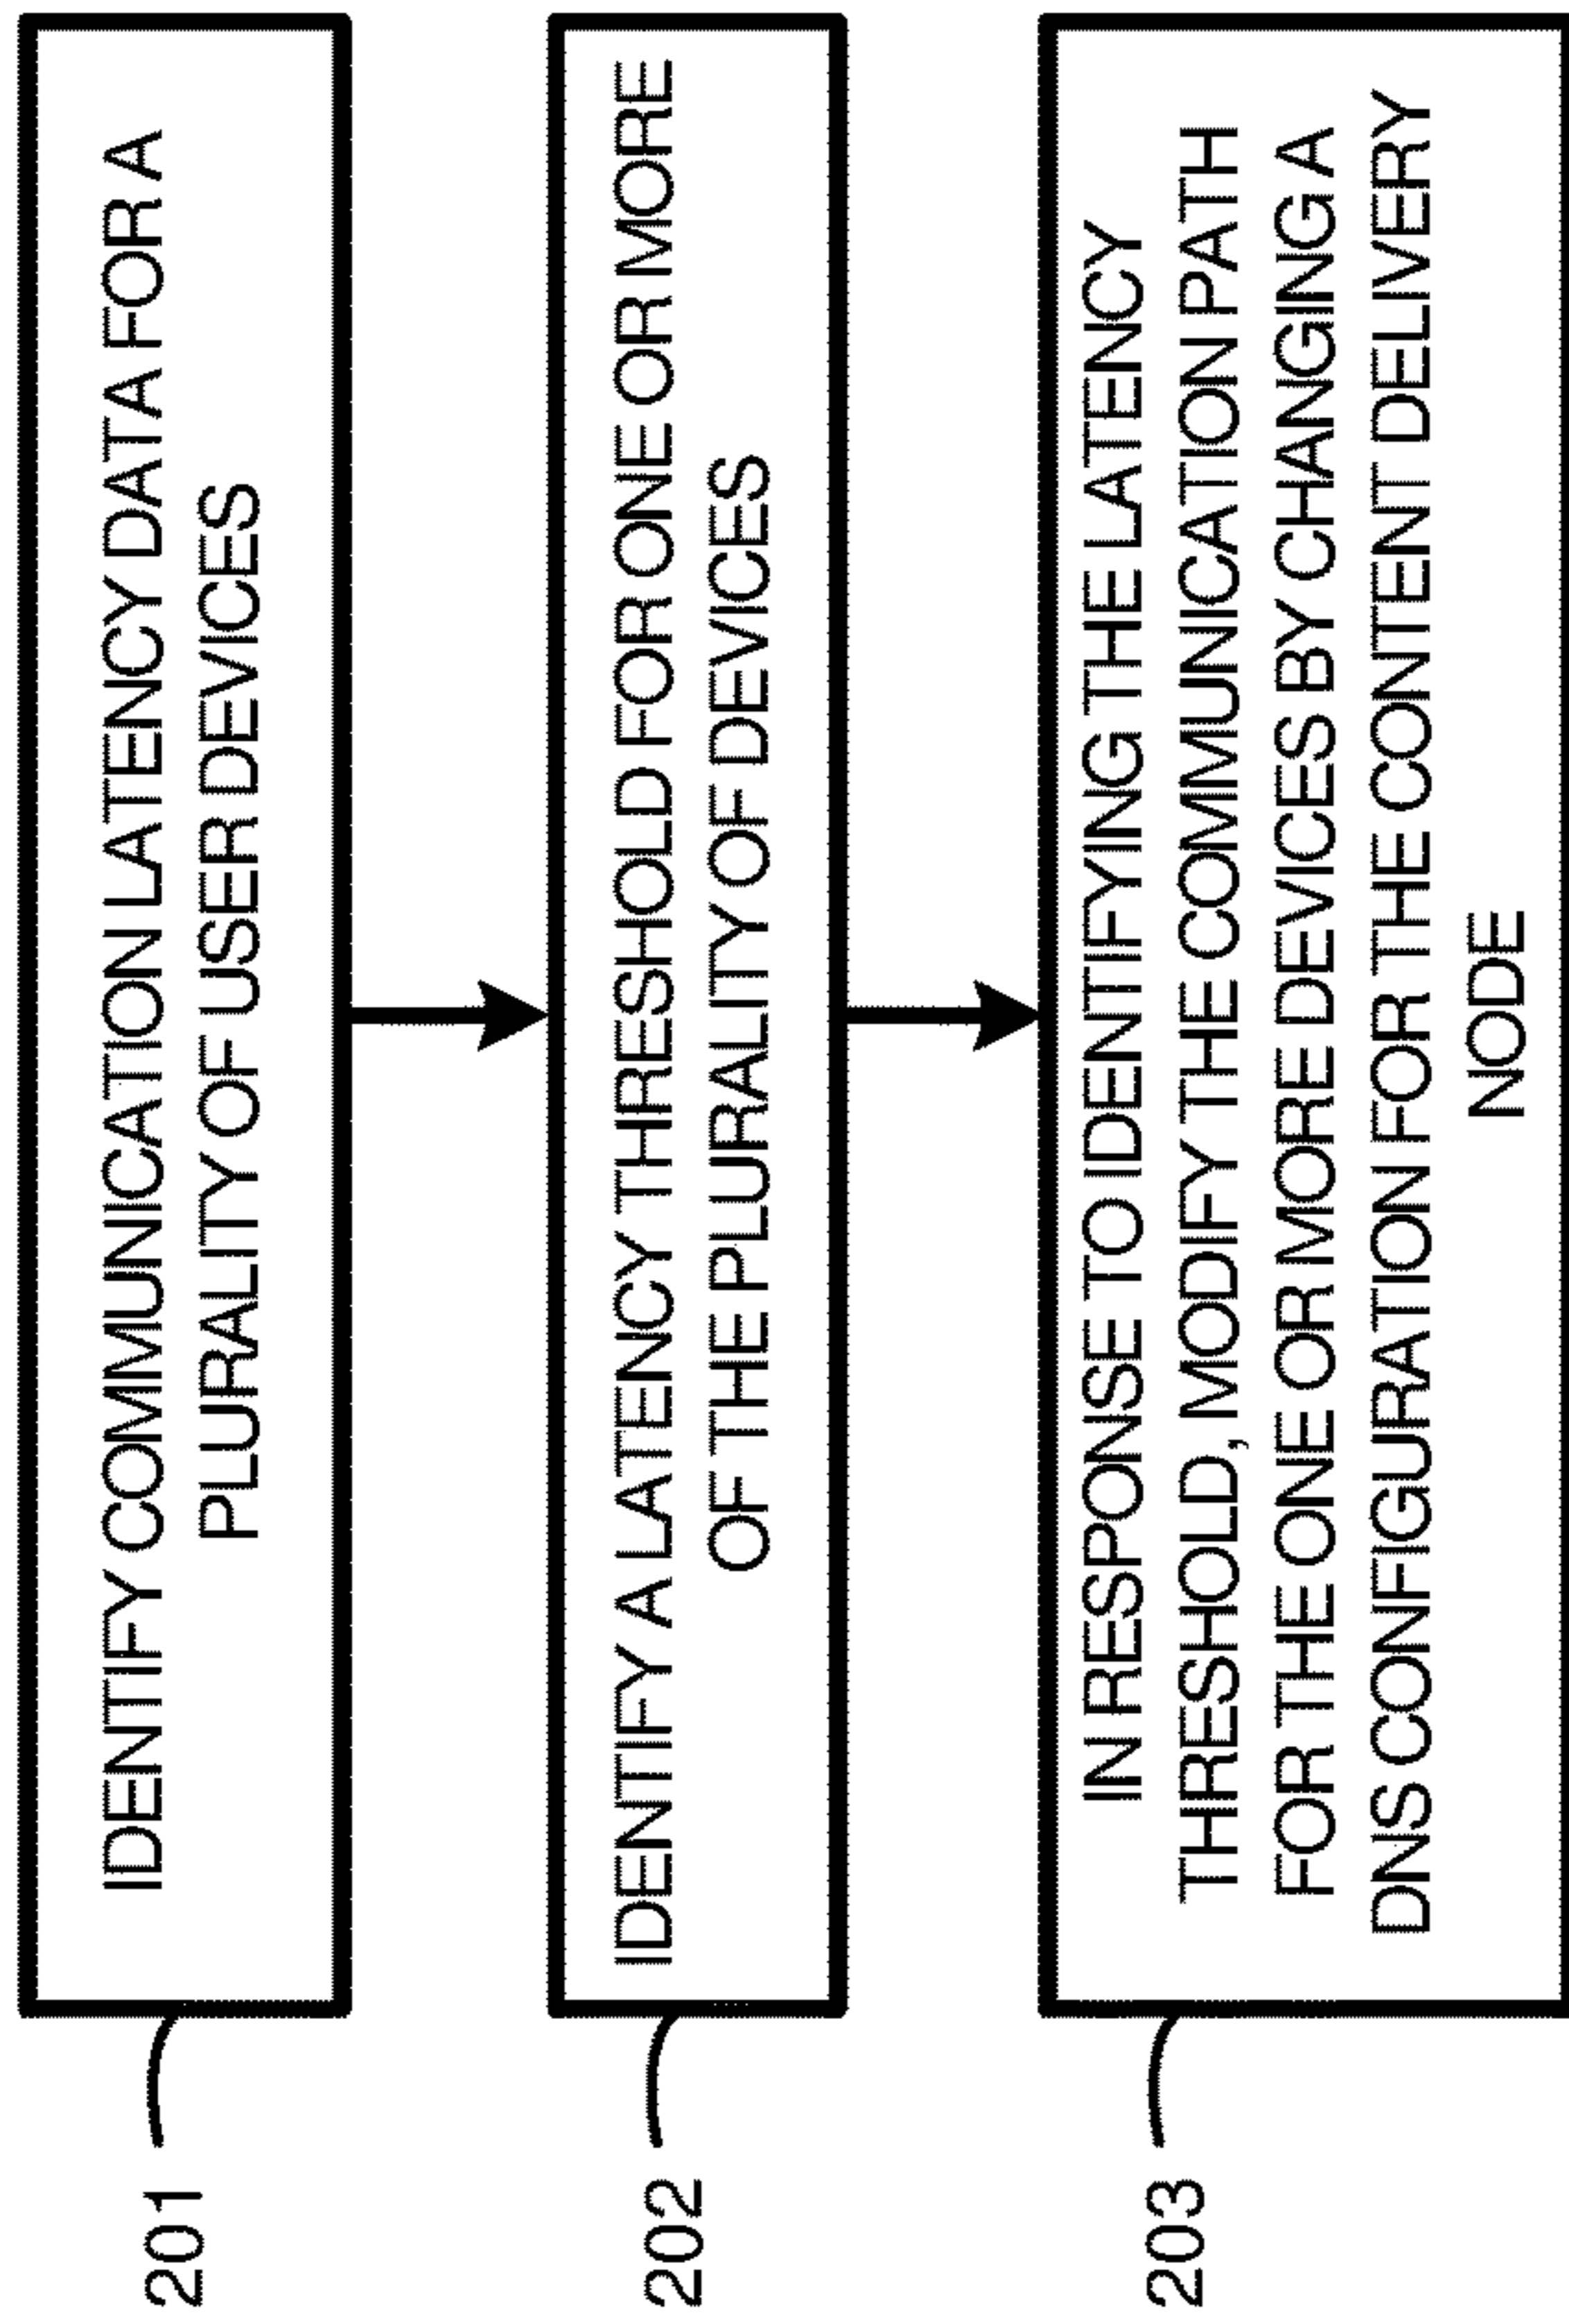 201
IDENTIFY COMMUNICATION LATENCY DATA FOR A
PLURALITY OF USER DEVICES
202
IDENTIFY A LATENCY THRESHOLD FOR ONE OR MORE
OF THE PLURALITY OF DEVICES
203
IN RESPONSE TO IDENTIFYING THE LATENCY
THRESHOLD, MODIFY THE COMMUNICATION PATH
FOR THE ONE OR MORE DEVICES BY CHANGING A
DNS CONFIGURATION FOR THE CONTENT DELIVERY
NODE